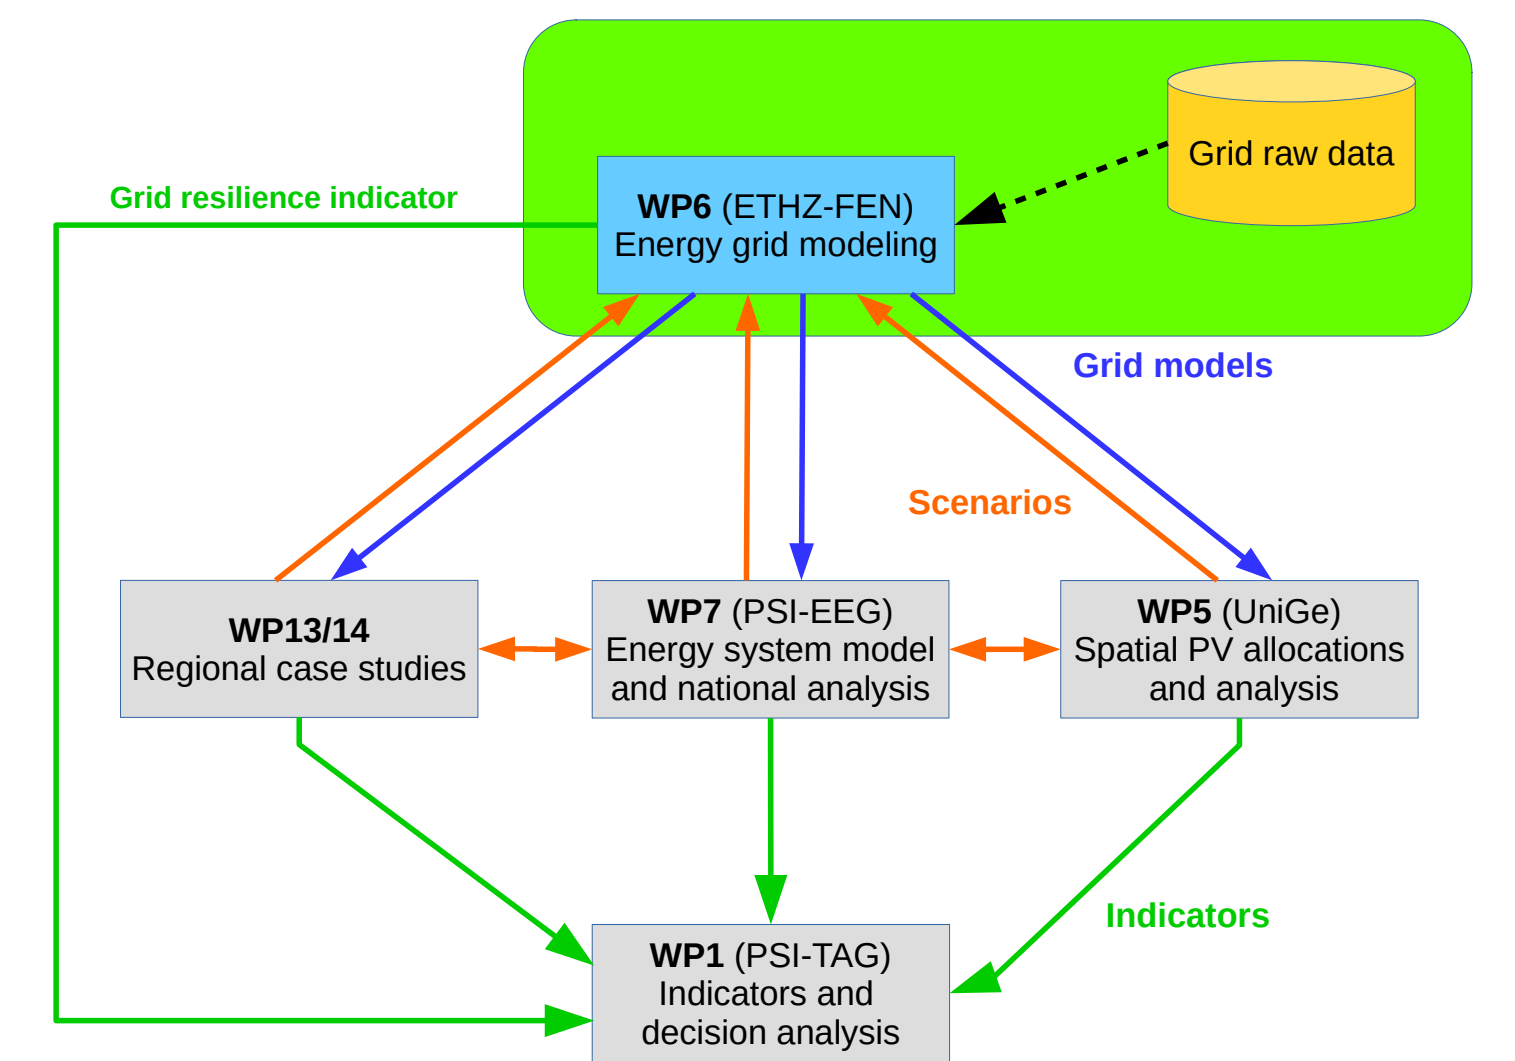 Grid raw data
Grid resilience indicator
WP6 (ETHZ-FEN)
Energy grid modeling
Grid models
Scenarios
WP13/14
Regional case studies
WP7 (PSI-EEG)
Energy system model
and national analysis
WP5 (UniGe)
Spatial PV allocations
and analysis
Indicators
WP1 (PSI-TAG)
Indicators and
decision analysis